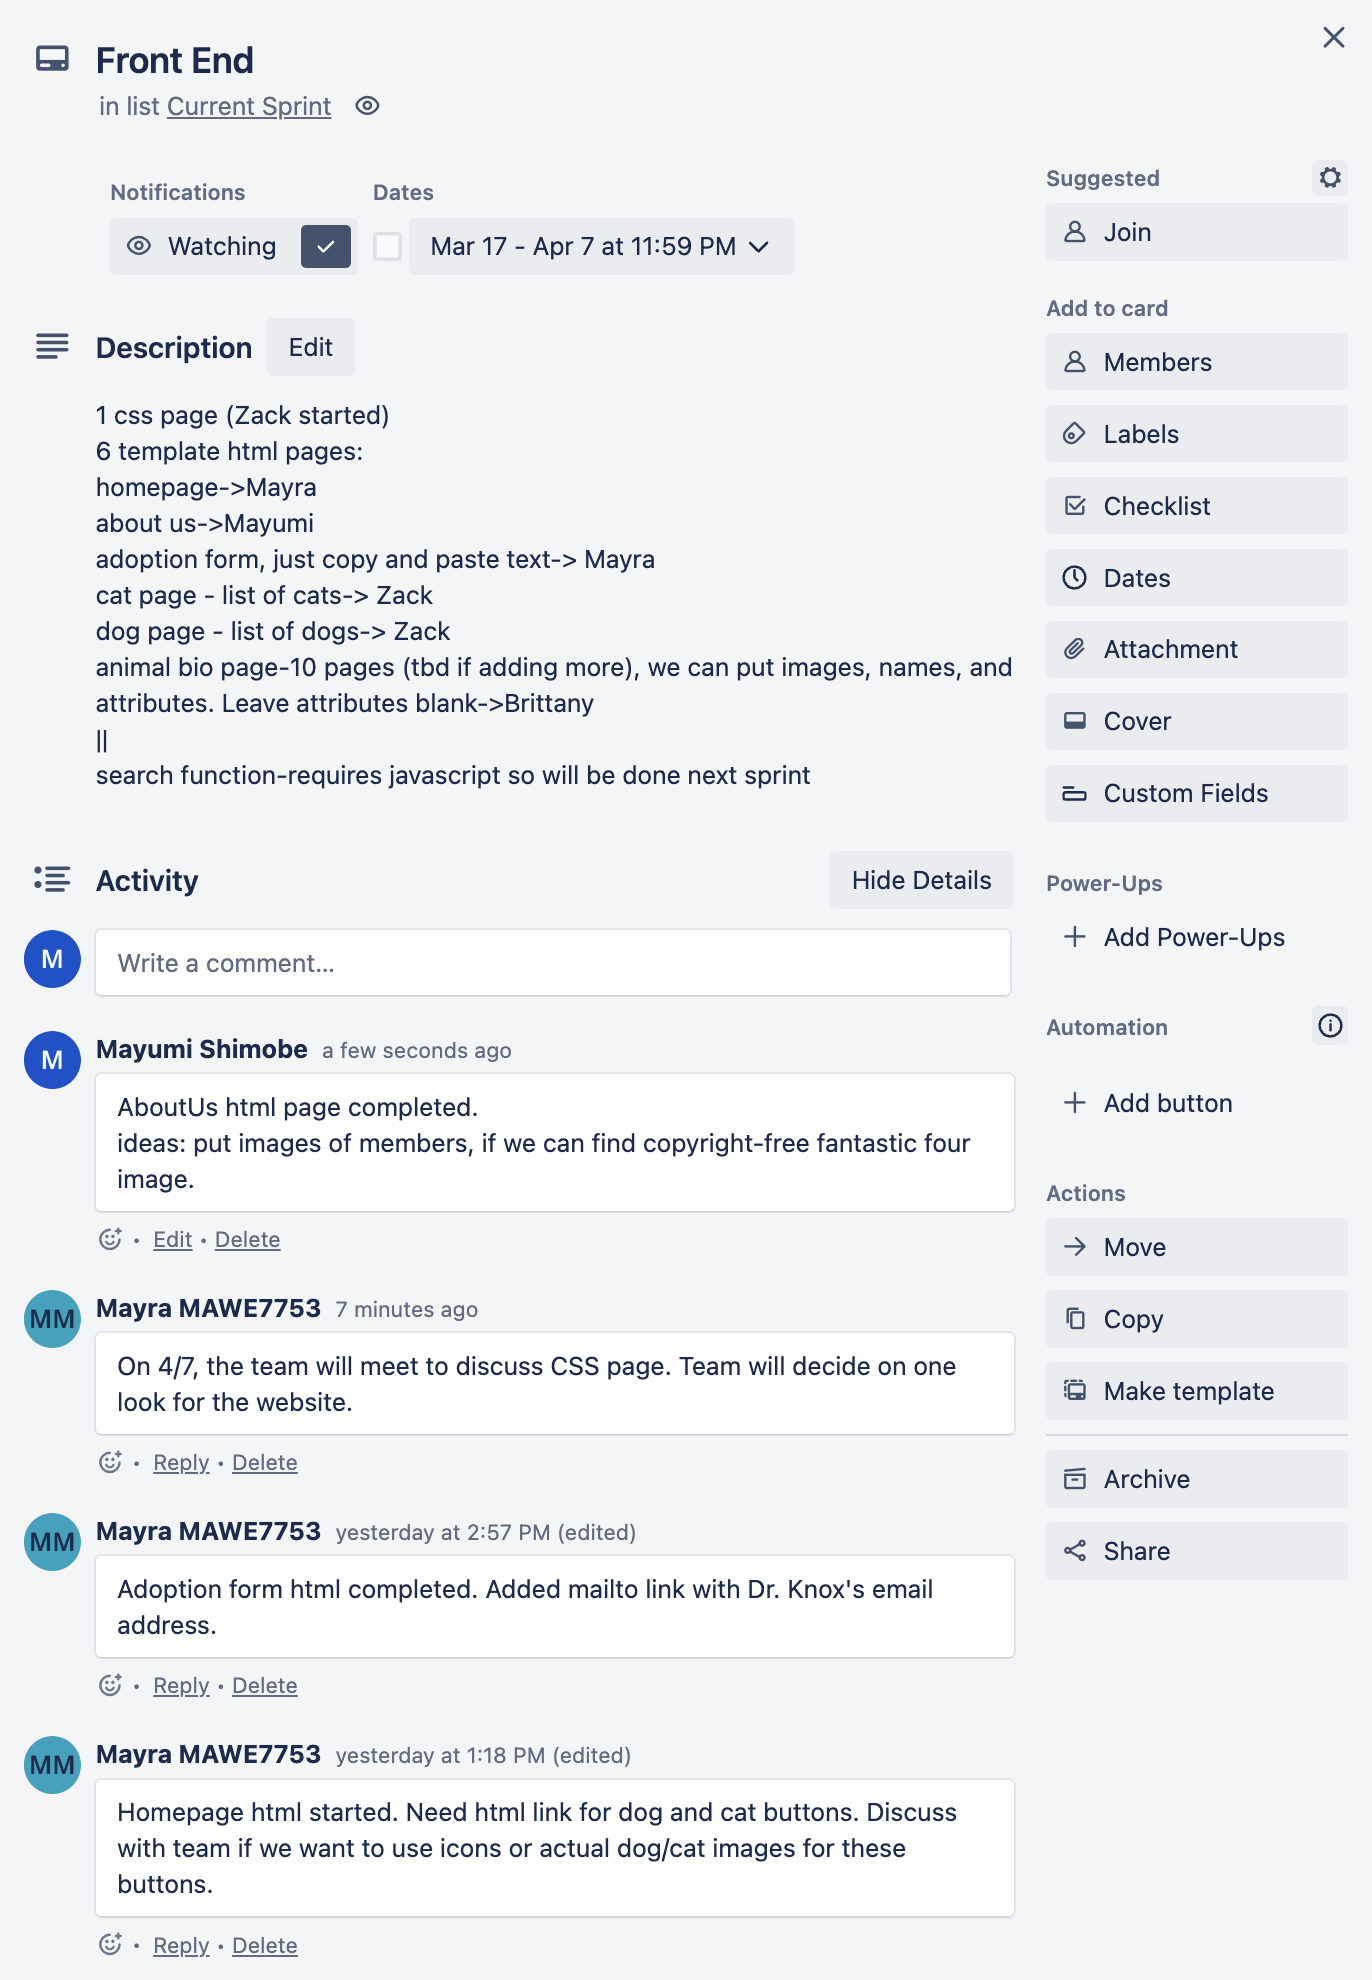 Front End
in list Current Sprint
Notifications
Dates
Watching
Mar 17 - Apr 7 at 11:59 PM
Description
Edit
1 css page (Zack started)
6 template html pages:
homepage->Mayra
about us->Mayumi
adoption form, just copy and paste text-> Mayra
cat page - list of cats-> Zack
dog page - list of dogs-> Zack
animal bio page-10 pages (tbd if adding more), we can put images, names, and
attributes. Leave attributes blank->Brittany
||
search function-requires javascript so will be done next sprint
Activity
Hide Details
M
Write a comment...
M
Mayumi Shimobe a few seconds ago
AboutUs html page completed.
ideas: put images of members, if we can find copyright-free fantastic four
image.
• Edit • Delete
MM
Mayra MAWE7753 7 minutes ago
On 4/7, the team will meet to discuss CSS page. Team will decide on one
look for the website.
• Reply • Delete
MM
Mayra MAWE7753 yesterday at 2:57 PM (edited)
Adoption form html completed. Added mailto link with Dr. Knox's email
address.
• Reply • Delete
MM
Mayra MAWE7753 yesterday at 1:18 PM (edited)
Homepage html started. Need html link for dog and cat buttons. Discuss
with team if we want to use icons or actual dog/cat images for these
buttons.
• Reply • Delete
Suggested
Join
Add to card
Members
Labels
Checklist
Dates
Attachment
Cover
Custom Fields
Power-Ups
Add Power-Ups
Automation
Add button
Actions
Move
Copy
Make template
Archive
Share